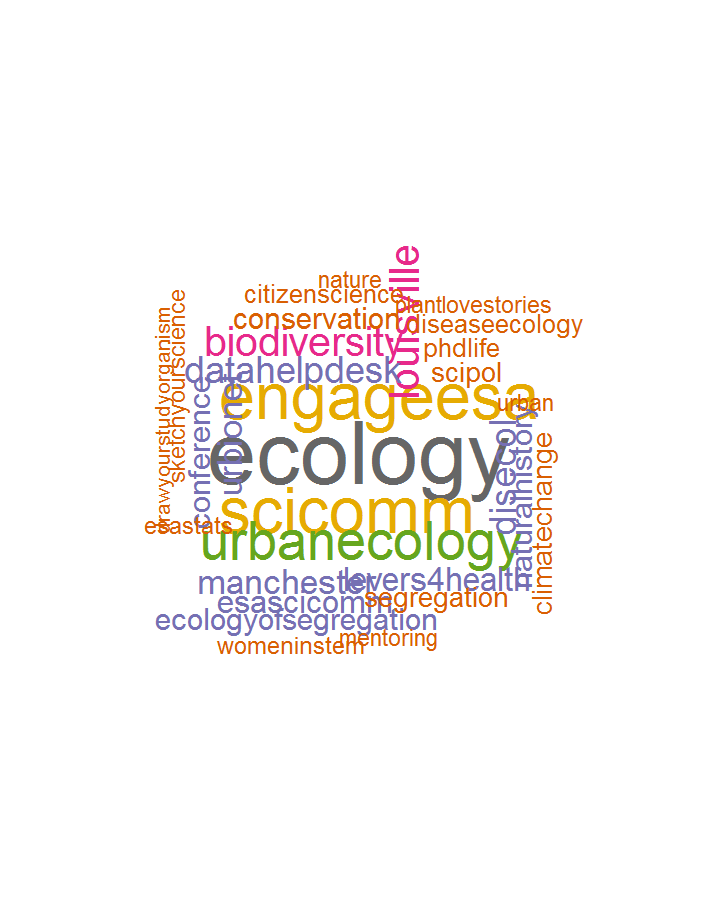 nature
citizenscience
plantlovestories
conservation
diseaseecology
louisville
biodiversity
phdlife
datahelpdesk
scipol
engageesa
urban
drawyourstudyorganism
sketchyourscience
conference
urbionet
ecology
disecol
naturalhistory
climatechange
scicomm
esastats
urbanecology
manchester
levers4health
esascicomm
segregation
ecologyofsegregation
mentoring
womeninstem